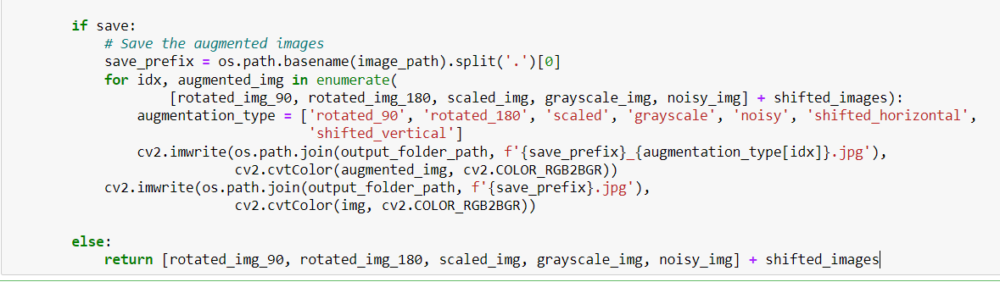 if save:
# Save the augmented images
save_prefix = os.path.basename(image_path).split('.')[0]
for idx, augmented_img in enumerate(
[rotated_img_90, rotated_img_180, scaled_img, grayscale_img, noisy_img] + shifted_images):
augmentation_type = ['rotated_90', 'rotated_180', 'scaled', 'grayscale', 'noisy', 'shifted_horizontal',
'shifted_vertical']
cv2.imwrite(os.path.join(output_folder_path, f'{save_prefix}_{augmentation_type[idx]}.jpg'),
cv2.cvtColor(augmented_img, cv2.COLOR_RGB2BGR))
cv2.imwrite(os.path.join(output_folder_path, f'{save_prefix}.jpg'),
cv2.cvtColor(img, cv2.COLOR_RGB2BGR))
else:
return [rotated_img_90, rotated_img_180, scaled_img, grayscale_img, noisy_img] + shifted_images